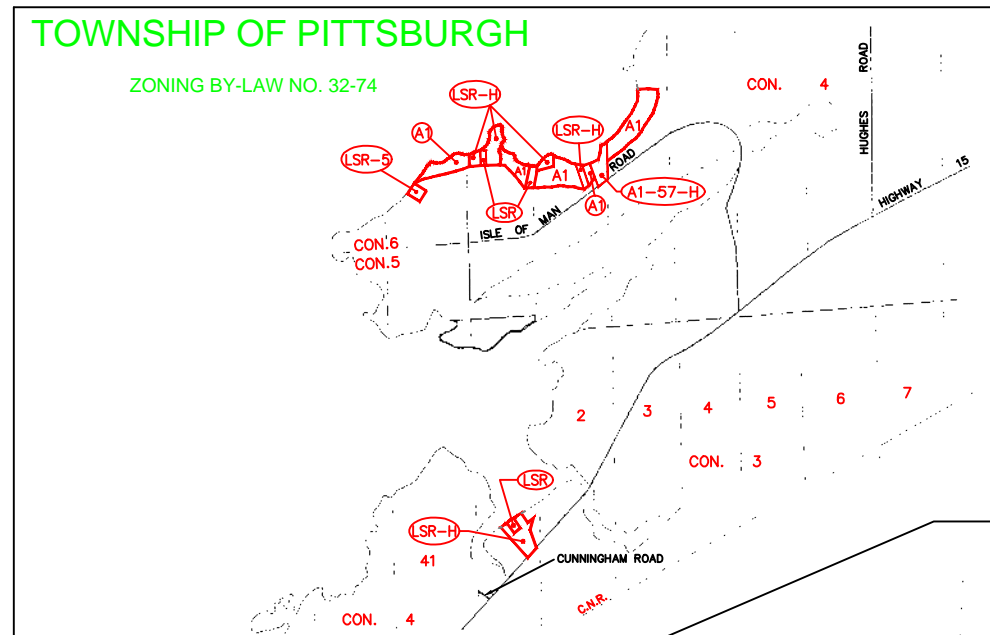 TOWNSHIP OF PITTSBURGH
ZONING BY-LAW NO. 32-74
CON. 4
HUGHES ROAD
HIGHWAY 15
LSR-H
A1
LSR-5
LSR-H
A1
A1
A1
LSR
A1
A1-57-H
ISLE OF MAN ROAD
CON.6
CON.5
2
3
4
5
6
7
CON. 3
LSR
LSR-H
41
CUNNINGHAM ROAD
C.N.R.
CON. 4